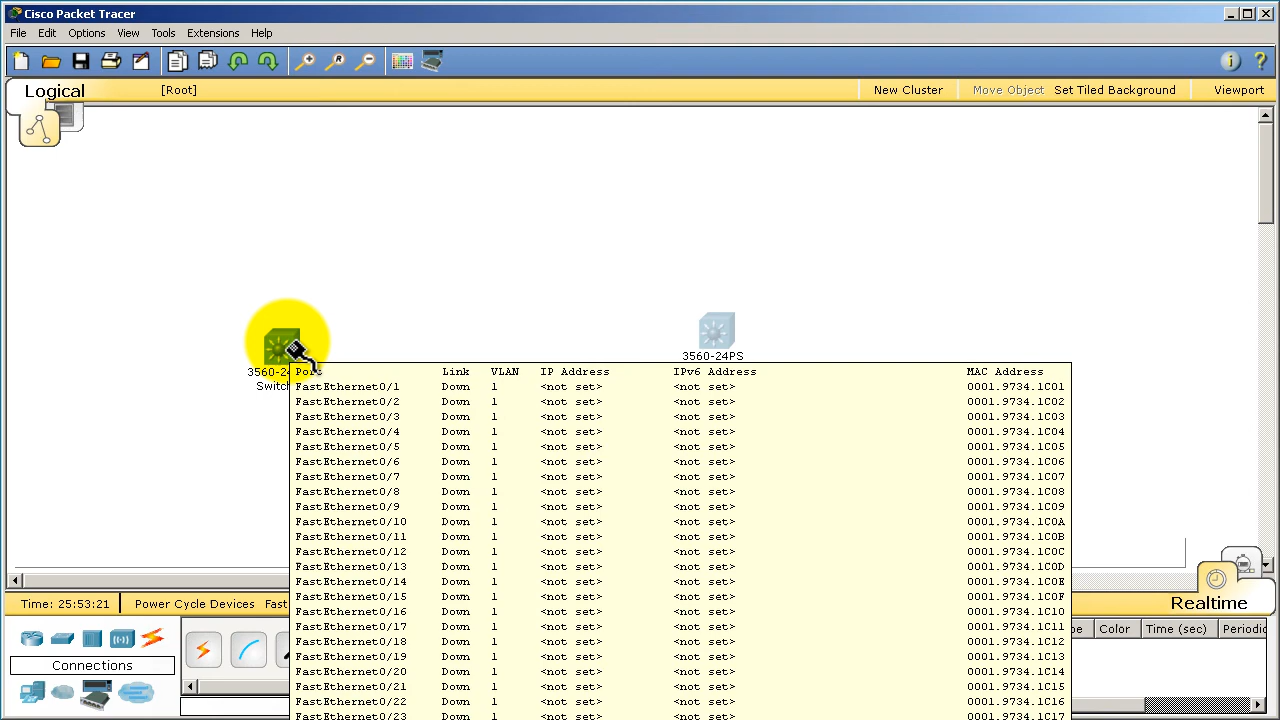 Cisco Packet Tracer
File Edit Options View Tools Extensions Help
Logical [Root] New Cluster Move Object Set Tiled Background Viewport
3560-24PS
3560-24
Switch
Port Link VLAN IP Address IPv6 Address MAC Address
FastEthernet0/1 Down 1 <not set> <not set> 0001.9734.1C01
FastEthernet0/2 Down 1 <not set> <not set> 0001.9734.1C02
FastEthernet0/3 Down 1 <not set> <not set> 0001.9734.1C03
FastEthernet0/4 Down 1 <not set> <not set> 0001.9734.1C04
FastEthernet0/5 Down 1 <not set> <not set> 0001.9734.1C05
FastEthernet0/6 Down 1 <not set> <not set> 0001.9734.1C06
FastEthernet0/7 Down 1 <not set> <not set> 0001.9734.1C07
FastEthernet0/8 Down 1 <not set> <not set> 0001.9734.1C08
FastEthernet0/9 Down 1 <not set> <not set> 0001.9734.1C09
FastEthernet0/10 Down 1 <not set> <not set> 0001.9734.1C0A
FastEthernet0/11 Down 1 <not set> <not set> 0001.9734.1C0B
FastEthernet0/12 Down 1 <not set> <not set> 0001.9734.1C0C
FastEthernet0/13 Down 1 <not set> <not set> 0001.9734.1C0D
FastEthernet0/14 Down 1 <not set> <not set> 0001.9734.1C0E
FastEthernet0/15 Down 1 <not set> <not set> 0001.9734.1C0F
FastEthernet0/16 Down 1 <not set> <not set> 0001.9734.1C10
FastEthernet0/17 Down 1 <not set> <not set> 0001.9734.1C11
FastEthernet0/18 Down 1 <not set> <not set> 0001.9734.1C12
FastEthernet0/19 Down 1 <not set> <not set> 0001.9734.1C13
FastEthernet0/20 Down 1 <not set> <not set> 0001.9734.1C14
FastEthernet0/21 Down 1 <not set> <not set> 0001.9734.1C15
FastEthernet0/22 Down 1 <not set> <not set> 0001.9734.1C16
FastEthernet0/23 Down 1 <not set> <not set> 0001.9734.1C17
Time: 25:53:21 Power Cycle Devices Fast
Realtime
pe Color Time (sec) Periodic
Connections